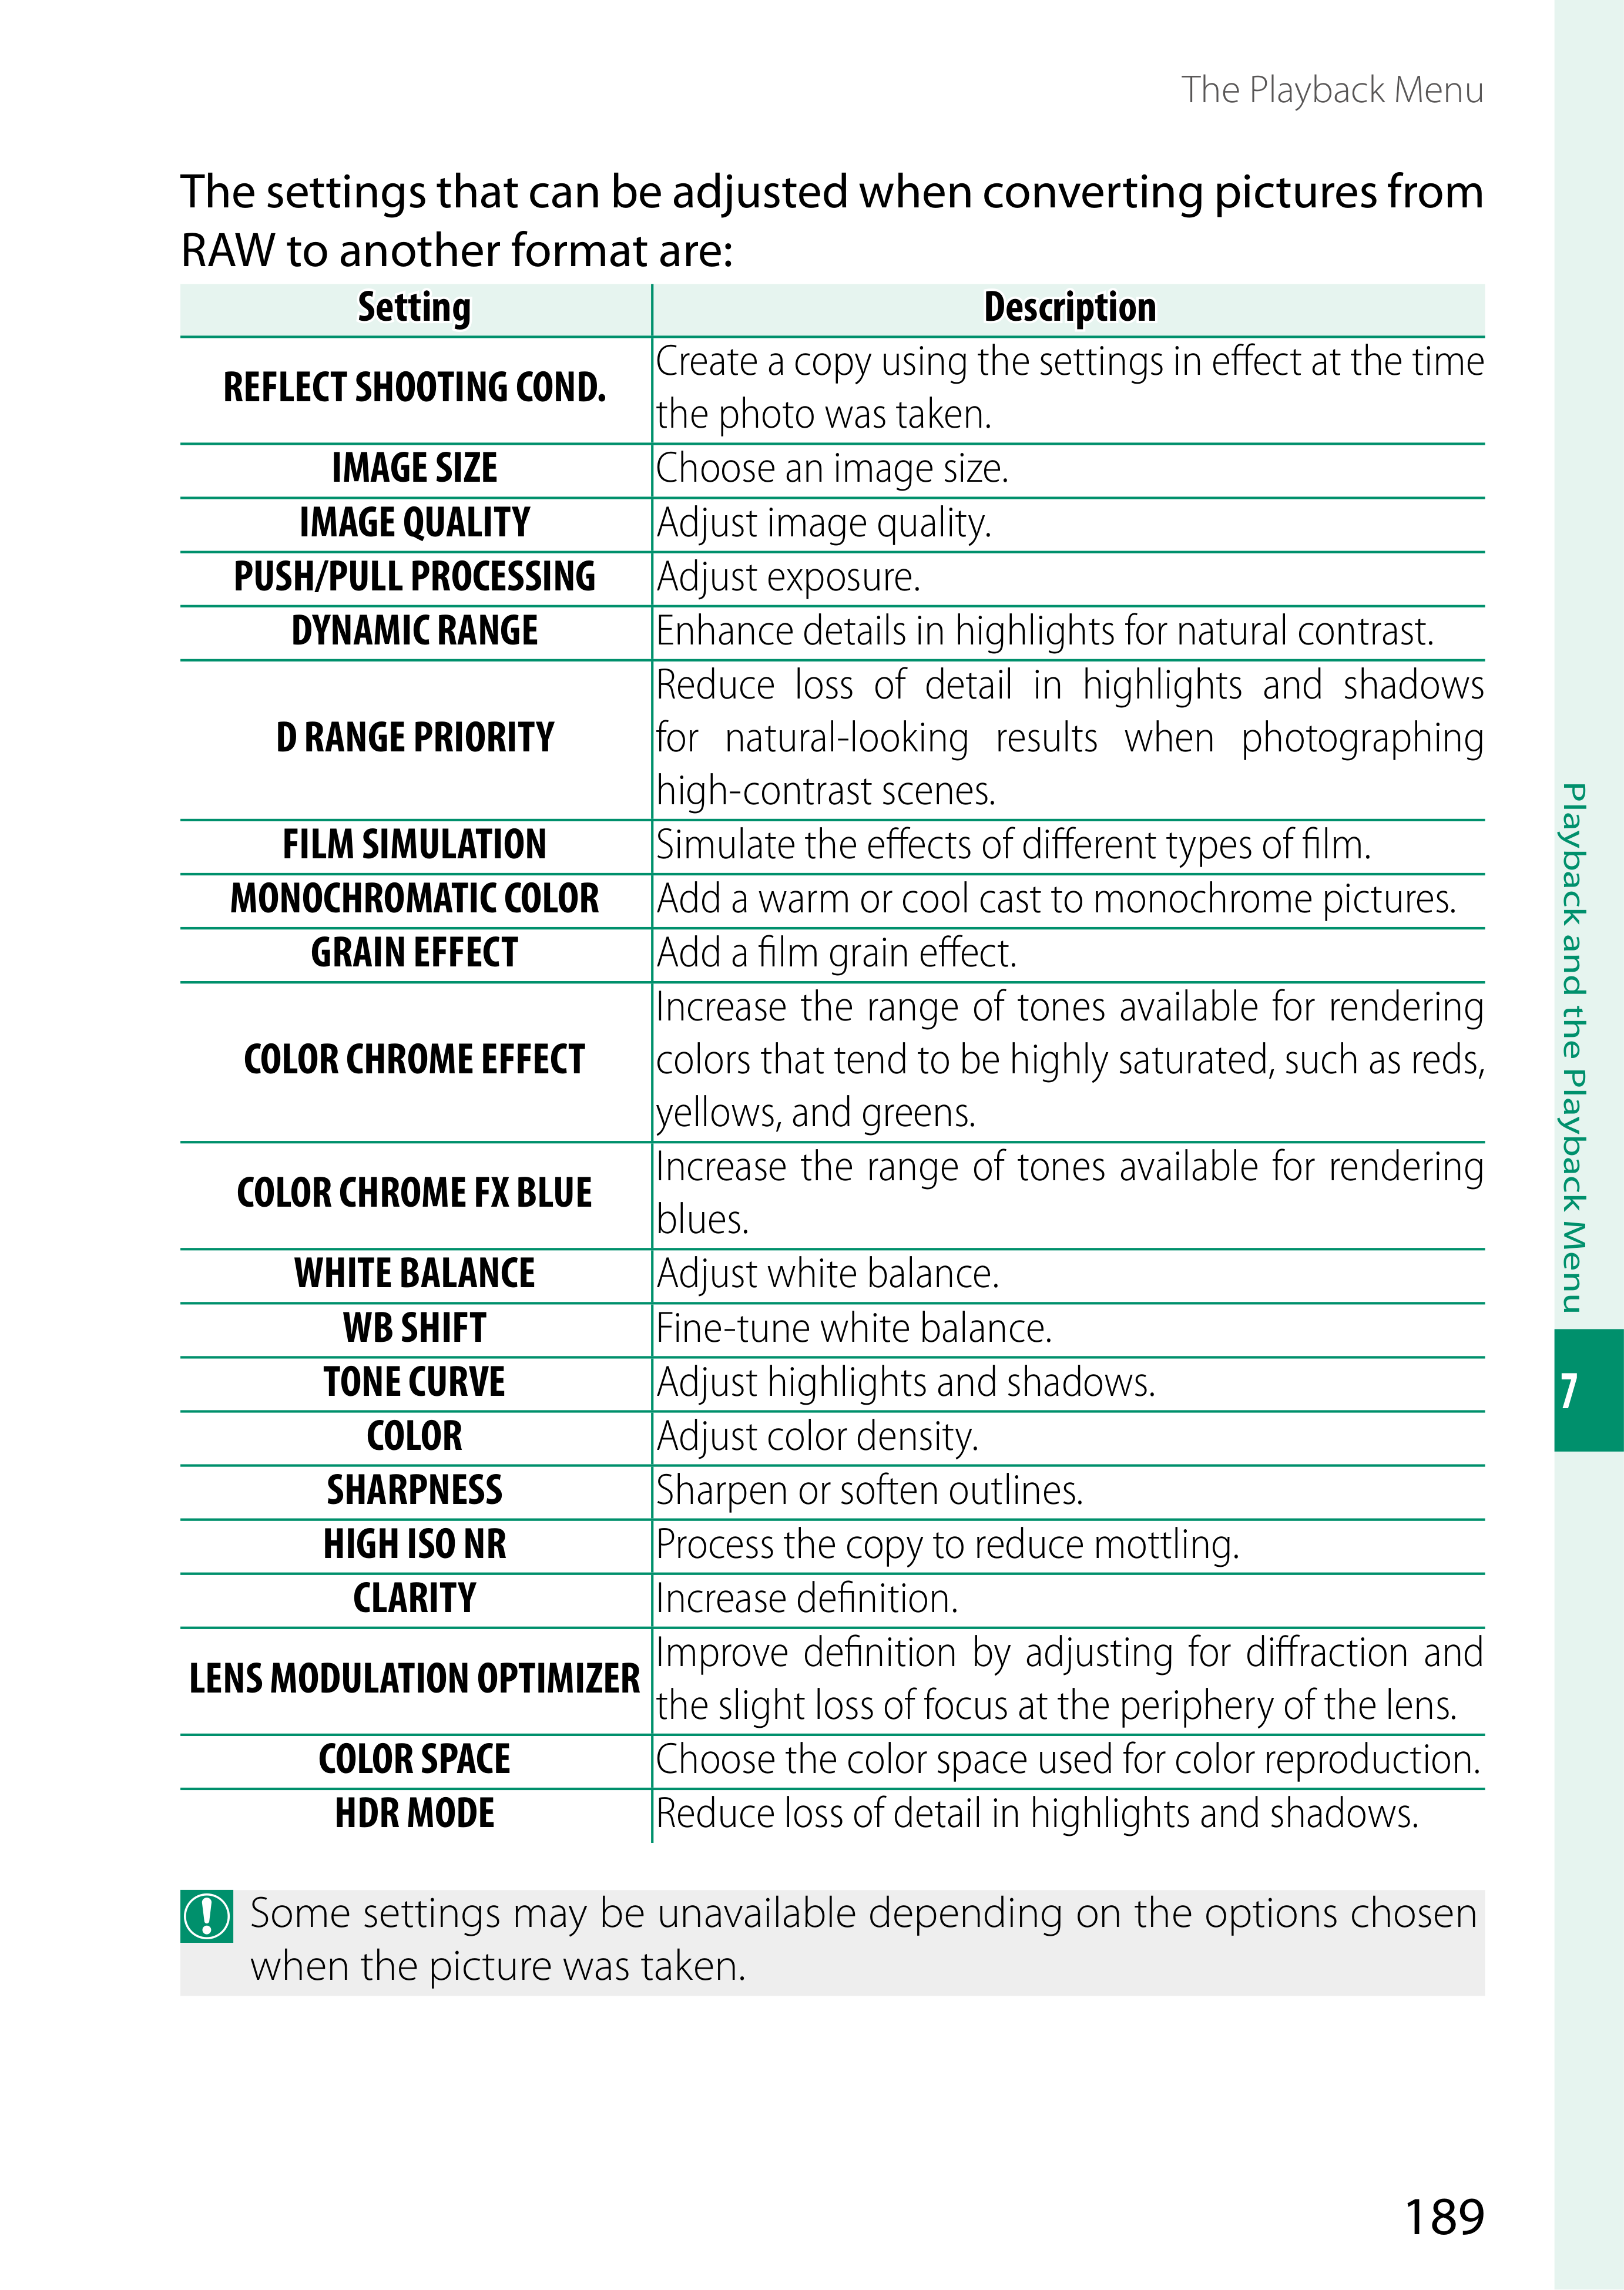 The Playback Menu
The settings that can be adjusted when converting pictures from
RAW to another format are:
Setting Description
REFLECT SHOOTING COND. Create a copy using the settings in effect at the time
the photo was taken.
IMAGE SIZE Choose an image size.
IMAGE QUALITY Adjust image quality.
PUSH/PULL PROCESSING Adjust exposure.
DYNAMIC RANGE Enhance details in highlights for natural contrast.
D RANGE PRIORITY Reduce loss of detail in highlights and shadows
for natural-looking results when photographing
high-contrast scenes.
FILM SIMULATION Simulate the effects of different types of film.
MONOCHROMATIC COLOR Add a warm or cool cast to monochrome pictures.
GRAIN EFFECT Add a film grain effect.
COLOR CHROME EFFECT Increase the range of tones available for rendering
colors that tend to be highly saturated, such as reds,
yellows, and greens.
COLOR CHROME FX BLUE Increase the range of tones available for rendering
blues.
WHITE BALANCE Adjust white balance.
WB SHIFT Fine-tune white balance.
TONE CURVE Adjust highlights and shadows.
COLOR Adjust color density.
SHARPNESS Sharpen or soften outlines.
HIGH ISO NR Process the copy to reduce mottling.
CLARITY Increase definition.
LENS MODULATION OPTIMIZER Improve definition by adjusting for diffraction and
the slight loss of focus at the periphery of the lens.
COLOR SPACE Choose the color space used for color reproduction.
HDR MODE Reduce loss of detail in highlights and shadows.
Some settings may be unavailable depending on the options chosen
when the picture was taken.
Playback and the Playback Menu
7
189